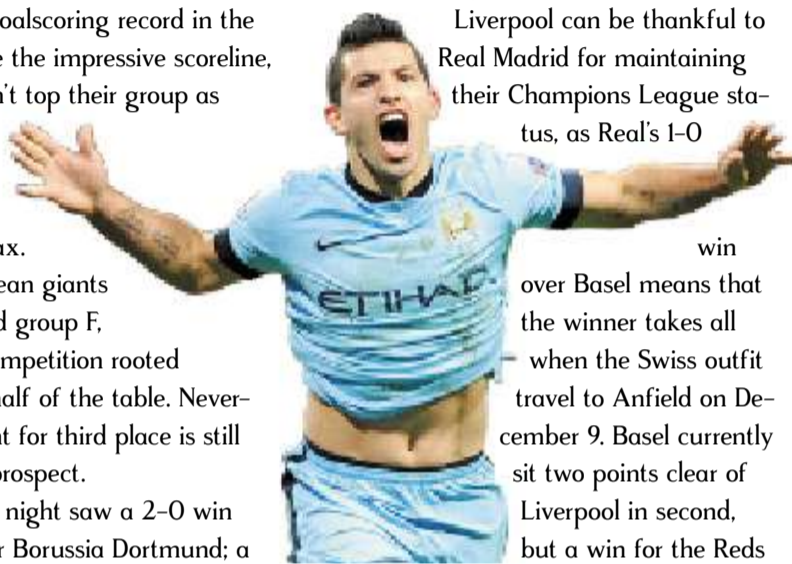 oalscoring record in the
e the impressive scoreline,
n't top their group as
ax.
ean giants
d group F,
mpetition rooted
half of the table. Never-
t for third place is still
prospect.
night saw a 2-0 win
r Borussia Dortmund; a
ETIHAD
Liverpool can be thankful to
Real Madrid for maintaining
their Champions League sta-
tus, as Real's 1-0
win
over Basel means that
the winner takes all
when the Swiss outfit
travel to Anfield on De-
cember 9. Basel currently
sit two points clear of
Liverpool in second,
but a win for the Reds